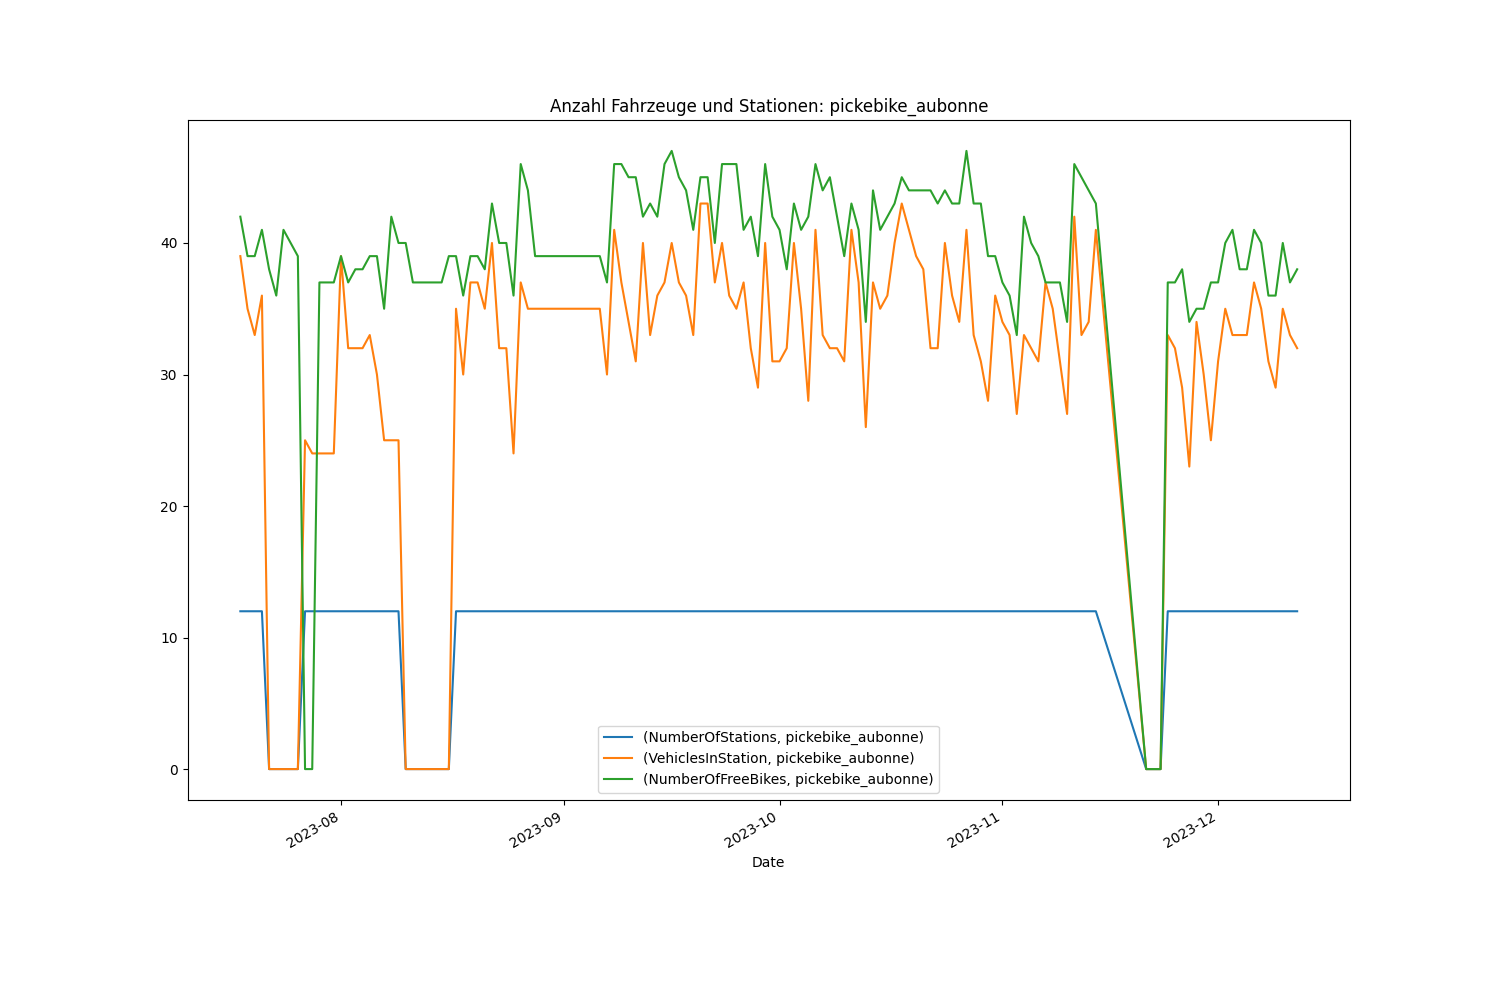 Anzahl Fahrzeuge und Stationen: pickebike_aubonne
40
30
20
10
0
(NumberOfStations, pickebike_aubonne)
(VehiclesInStation, pickebike_aubonne)
(NumberOfFreeBikes, pickebike_aubonne)
2023-08
2023-09
2023-10
2023-11
2023-12
Date